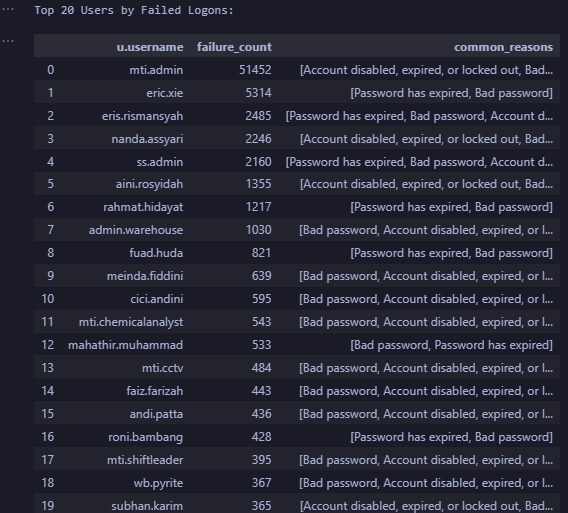 Top 20 Users by Failed Logons:
u.username failure_count common_reasons
0 mti.admin 51452 [Account disabled, expired, or locked out, Bad...
1 eric.xie 5314 [Password has expired, Bad password]
2 eris.rismansyah 2485 [Password has expired, Bad password, Account d...
3 nanda.assyari 2246 [Account disabled, expired, or locked out, Bad...
4 ss.admin 2160 [Password has expired, Bad password, Account d...
5 aini.rosyidah 1355 [Account disabled, expired, or locked out, Bad...
6 rahmat.hidayat 1217 [Password has expired, Bad password]
7 admin.warehouse 1030 [Bad password, Account disabled, expired, or l...
8 fuad.huda 821 [Password has expired, Bad password]
9 meinda.fiddini 639 [Bad password, Account disabled, expired, or l...
10 cici.andini 595 [Bad password, Account disabled, expired, or l...
11 mti.chemicalanalyst 543 [Bad password, Account disabled, expired, or l...
12 mahathir.muhammad 533 [Bad password, Password has expired]
13 mti.cctv 484 [Bad password, Account disabled, expired, or l...
14 faiz.farizah 443 [Bad password, Account disabled, expired, or l...
15 andi.patta 436 [Bad password, Account disabled, expired, or l...
16 roni.bambang 428 [Password has expired, Bad password]
17 mti.shiftleader 395 [Bad password, Account disabled, expired, or l...
18 wb.pyrite 367 [Bad password, Account disabled, expired, or l...
19 subhan.karim 365 [Account disabled, expired, or locked out, Bad...